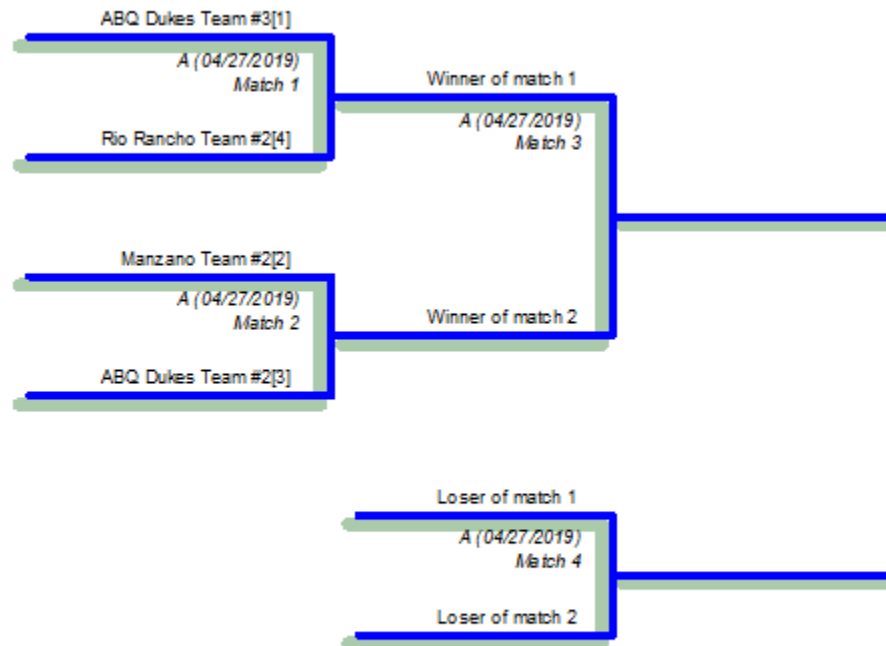 ABQ Dukes Team #3[1]
A (04/27/2019)
Match 1
Rio Rancho Team #2[4]
Winner of match 1
A (04/27/2019)
Match 3
Manzano Team #2[2]
A (04/27/2019)
Match 2
ABQ Dukes Team #2[3]
Winner of match 2
Loser of match 1
A (04/27/2019)
Match 4
Loser of match 2